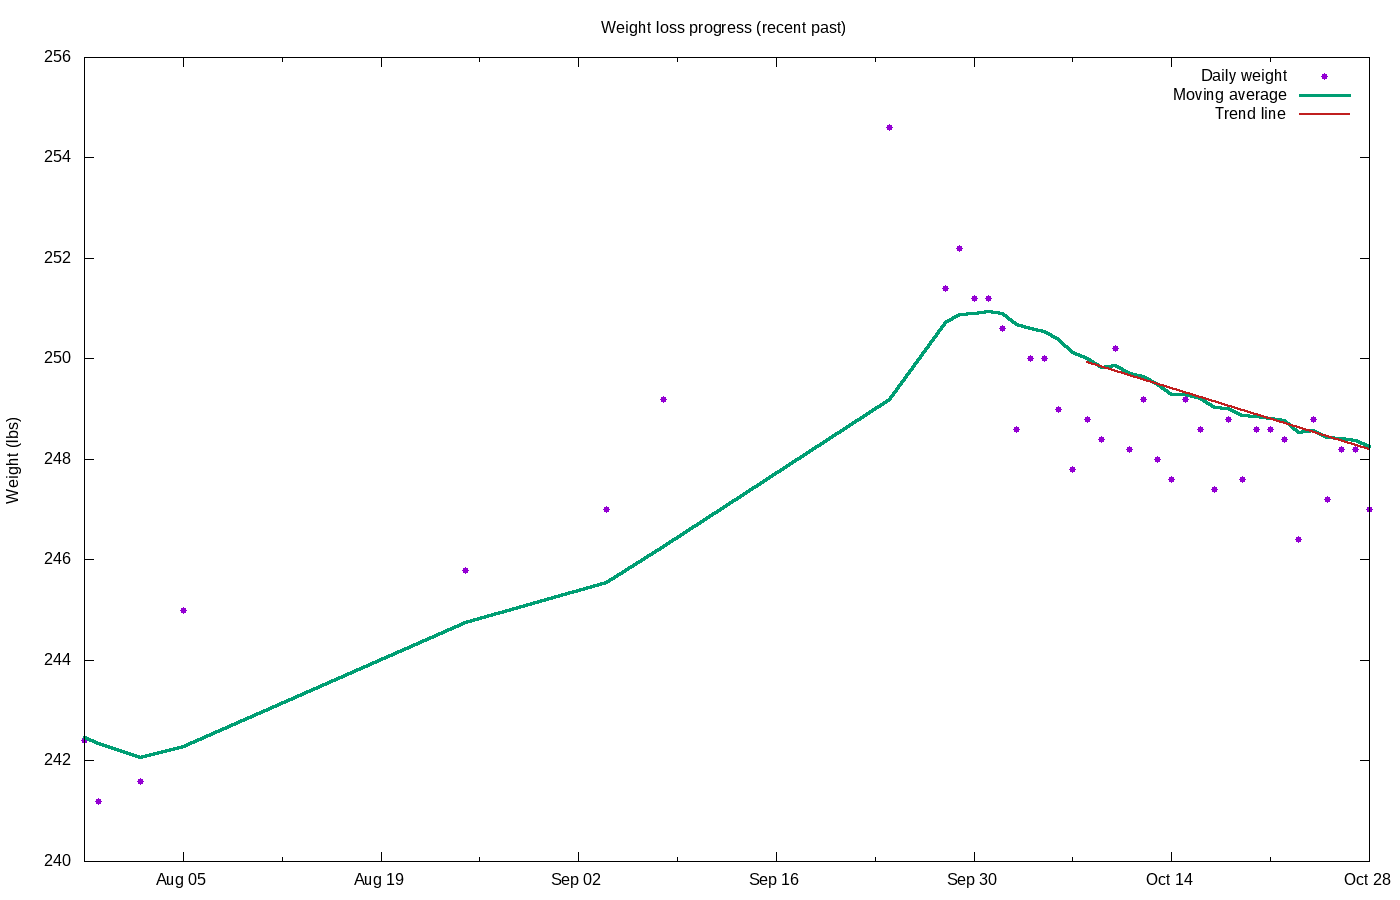 Weight loss progress (recent past)
256
254
252
250
248
246
244
242
240
Weight (lbs)
Daily weight
Moving average
Trend line
Aug 05 Aug 19 Sep 02 Sep 16 Sep 30 Oct 14 Oct 28